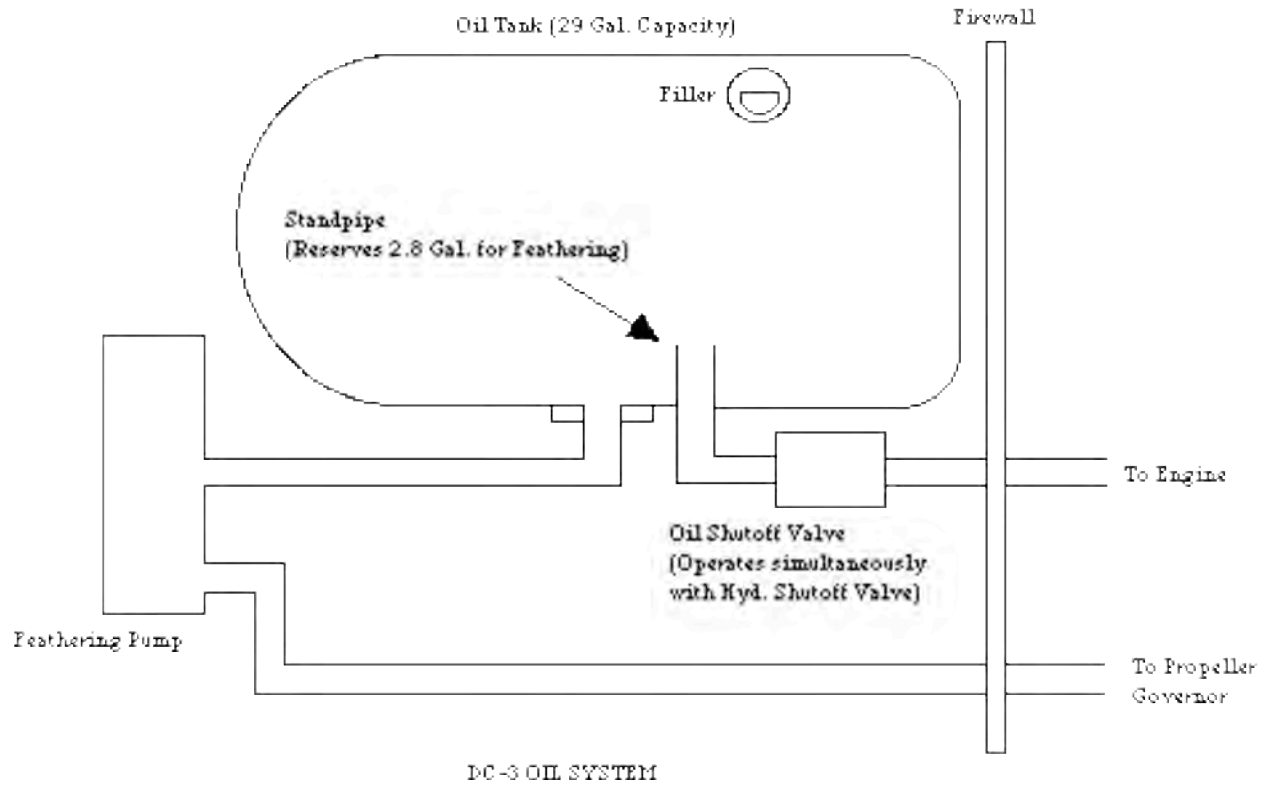 Oil Tank (29 Gal. Capacity)
Firewall
Filler
Standpipe
(Reserves 2.8 Gal. for Feathering)
To Engine
Oil Shutoff Valve
(Operates simultaneously
with Hyd. Shutoff Valve)
Feathering Pump
To Propeller
Governor
DC-3 OIL SYSTEM